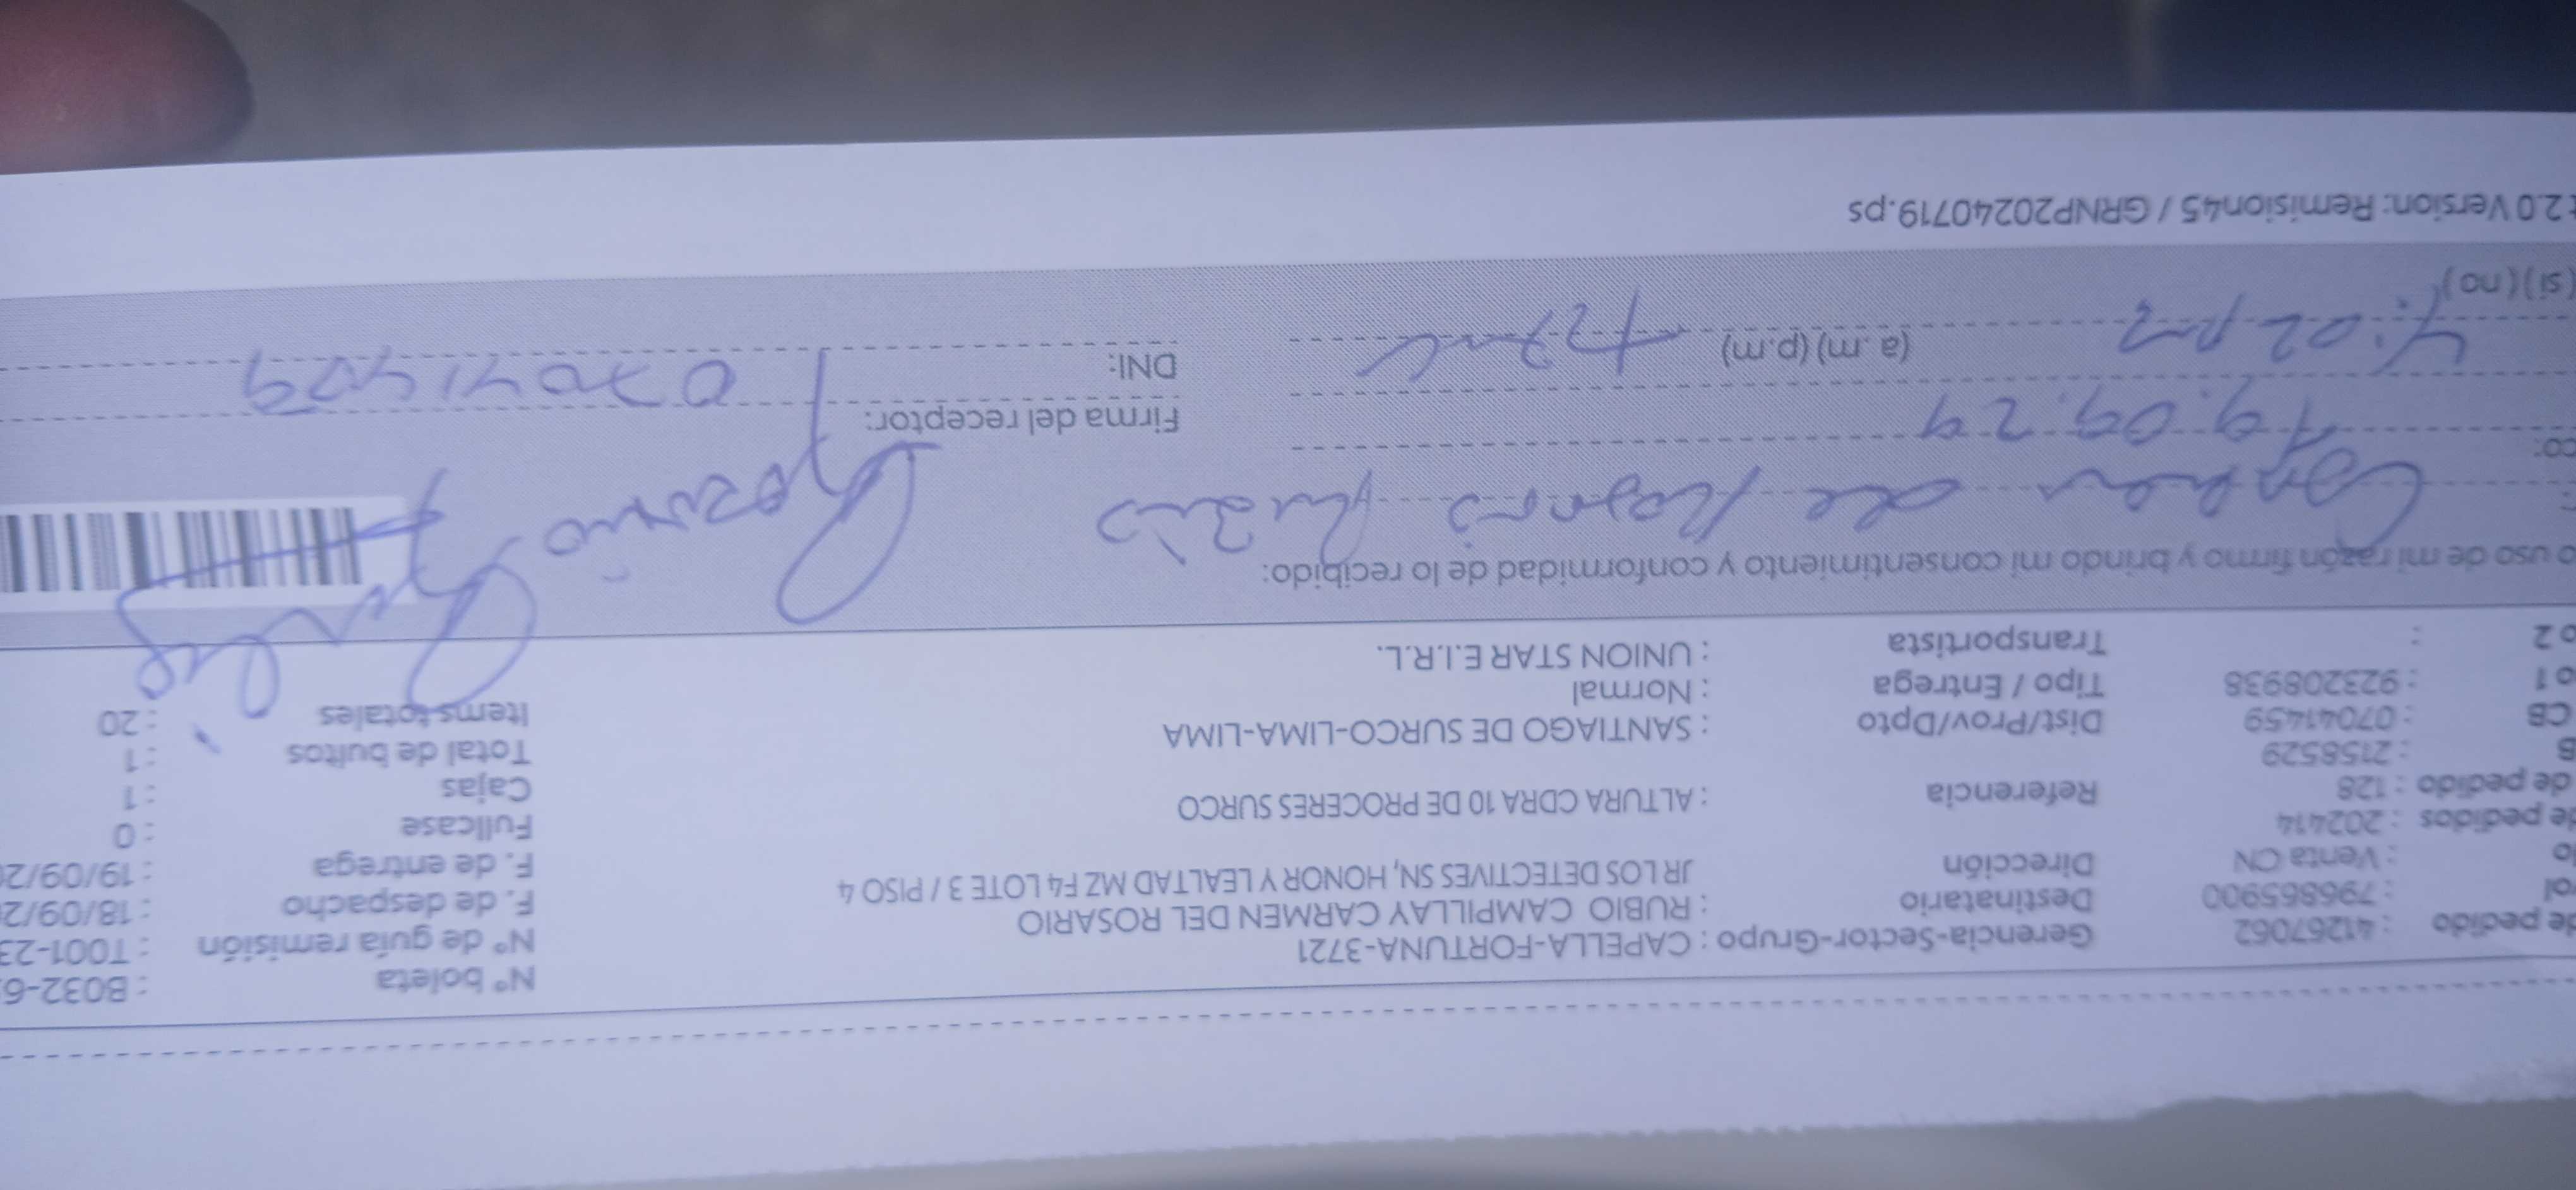 de pedido : 41267062 Gerencia-Sector-Grupo : CAPELLA-FORTUNA-3721 N° boleta : B032-6
ol : 796865900 Destinatario : RUBIO CAMPILLAY CARMEN DEL ROSARIO N° de guía remisión : T001-23
lo : Venta CN Dirección JR LOS DETECTIVES SN, HONOR Y LEALTAD MZ F4 LOTE 3 / PISO 4 F. de despacho : 18/09/2
de pedidos : 202414 F. de entrega : 19/09/20
de pedido : 128 Referencia : ALTURA CDRA 10 DE PROCERES SURCO Fullcase : 0
B : 2158529 Cajas : 1
CB : 07041459 Dist/Prov/Dpto : SANTIAGO DE SURCO-LIMA-LIMA Total de bultos : 1
o 1 : 923208938 Tipo / Entrega : Normal Items totales : 20
o 2 : Transportista : UNION STAR E.I.R.L.
o uso de mi razón firmo y brindo mi consentimiento y conformidad de lo recibido:
Carmen del Rosario Rubio
co: 19.09.24 Firma del receptor:
4:02 pm (a.m) (p.m) DNI: 07041459
(si) (no)
t 2.0 Version: Remision45 / GRNP20240719.ps